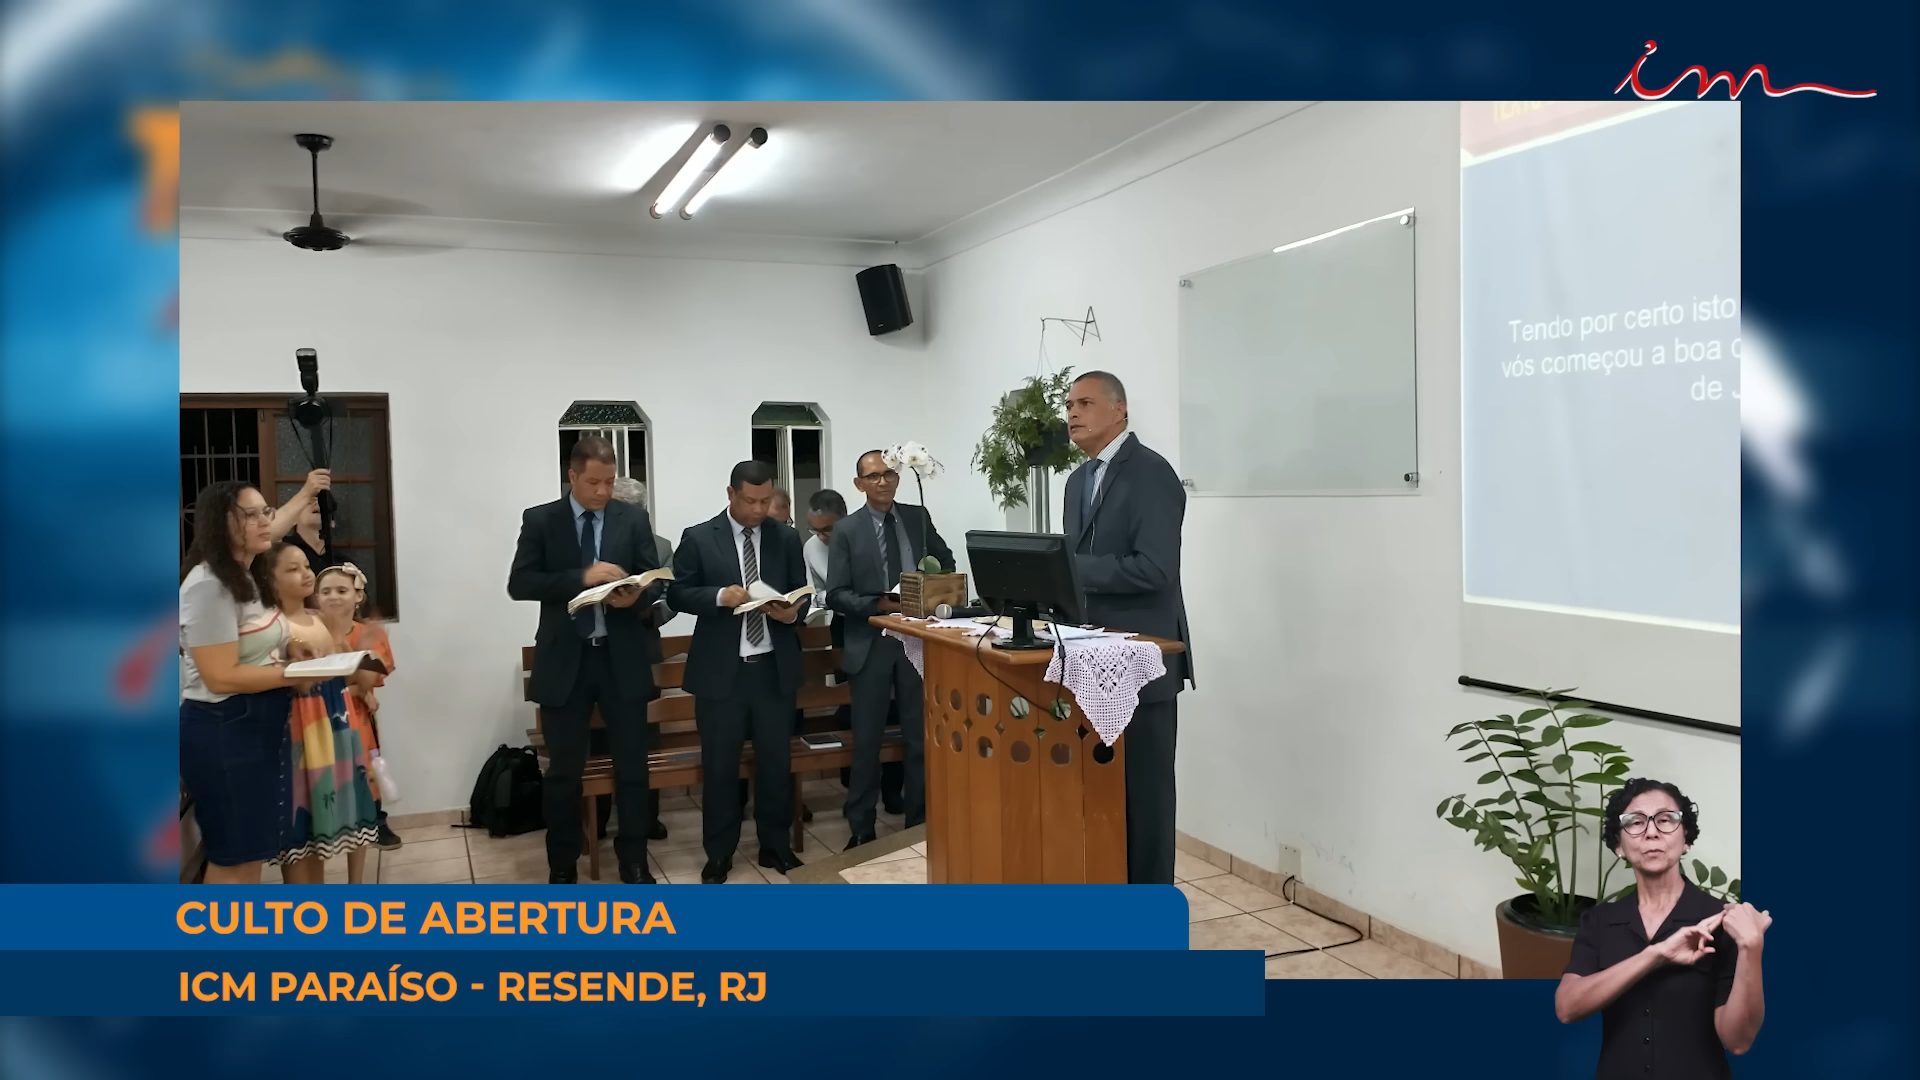 im
Tendo por certo isto
vós começou a boa
de
CULTO DE ABERTURA
ICM PARAÍSO - RESENDE, RJ